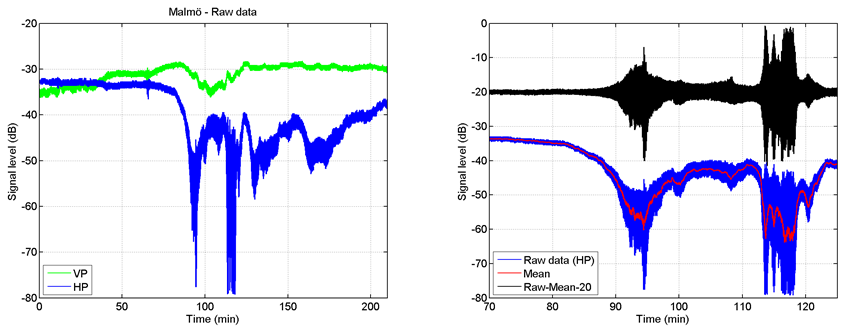 Malmö - Raw data
-20
-30
-40
-50
-60
-70
-80
Signal level (dB)
VP
HP
0
50
100
150
200
Time (min)
0
-10
-20
-30
-40
-50
-60
-70
-80
Signal level (dB)
Raw data (HP)
Mean
Raw-Mean-20
70
80
90
100
110
120
Time (min)